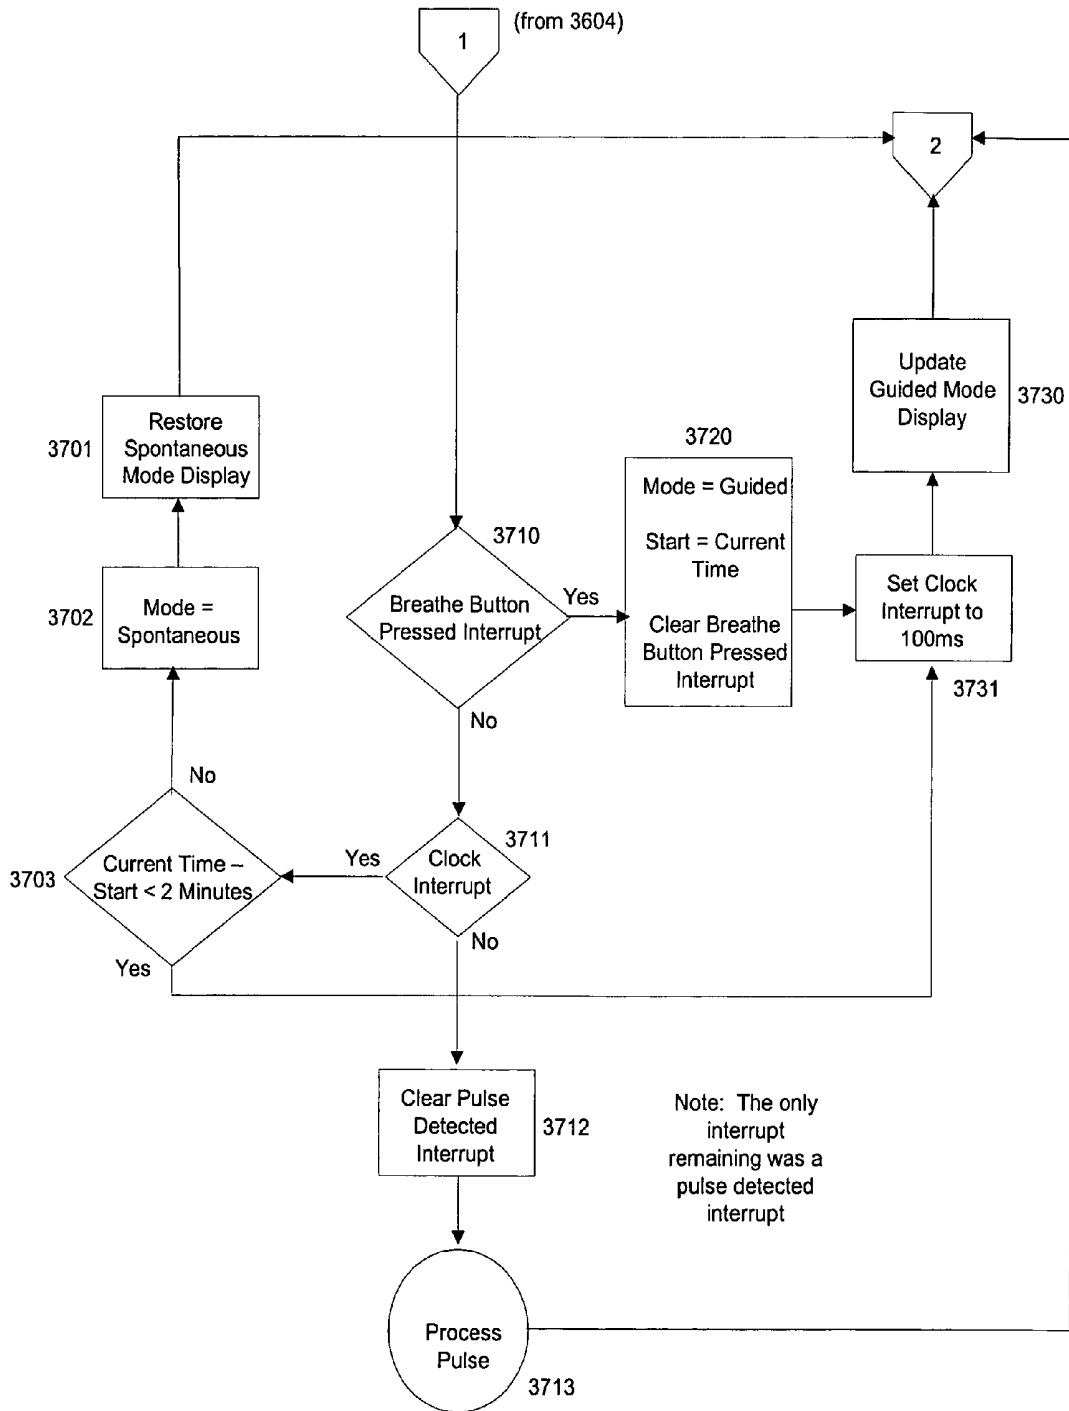 1
(from 3604)
2
Update
Guided Mode
Display
3730
Restore
Spontaneous
Mode Display
3701
3720
Mode = Guided
Start = Current
Time
Clear Breathe
Button Pressed
Interrupt
3710
Breathe Button
Pressed Interrupt
Yes
No
Set Clock
Interrupt to
100ms
3731
3702
Mode =
Spontaneous
No
3703
Current Time –
Start < 2 Minutes
Yes
Yes
3711
Clock
Interrupt
No
Clear Pulse
Detected
Interrupt
3712
Note: The only
interrupt
remaining was a
pulse detected
interrupt
Process
Pulse
3713